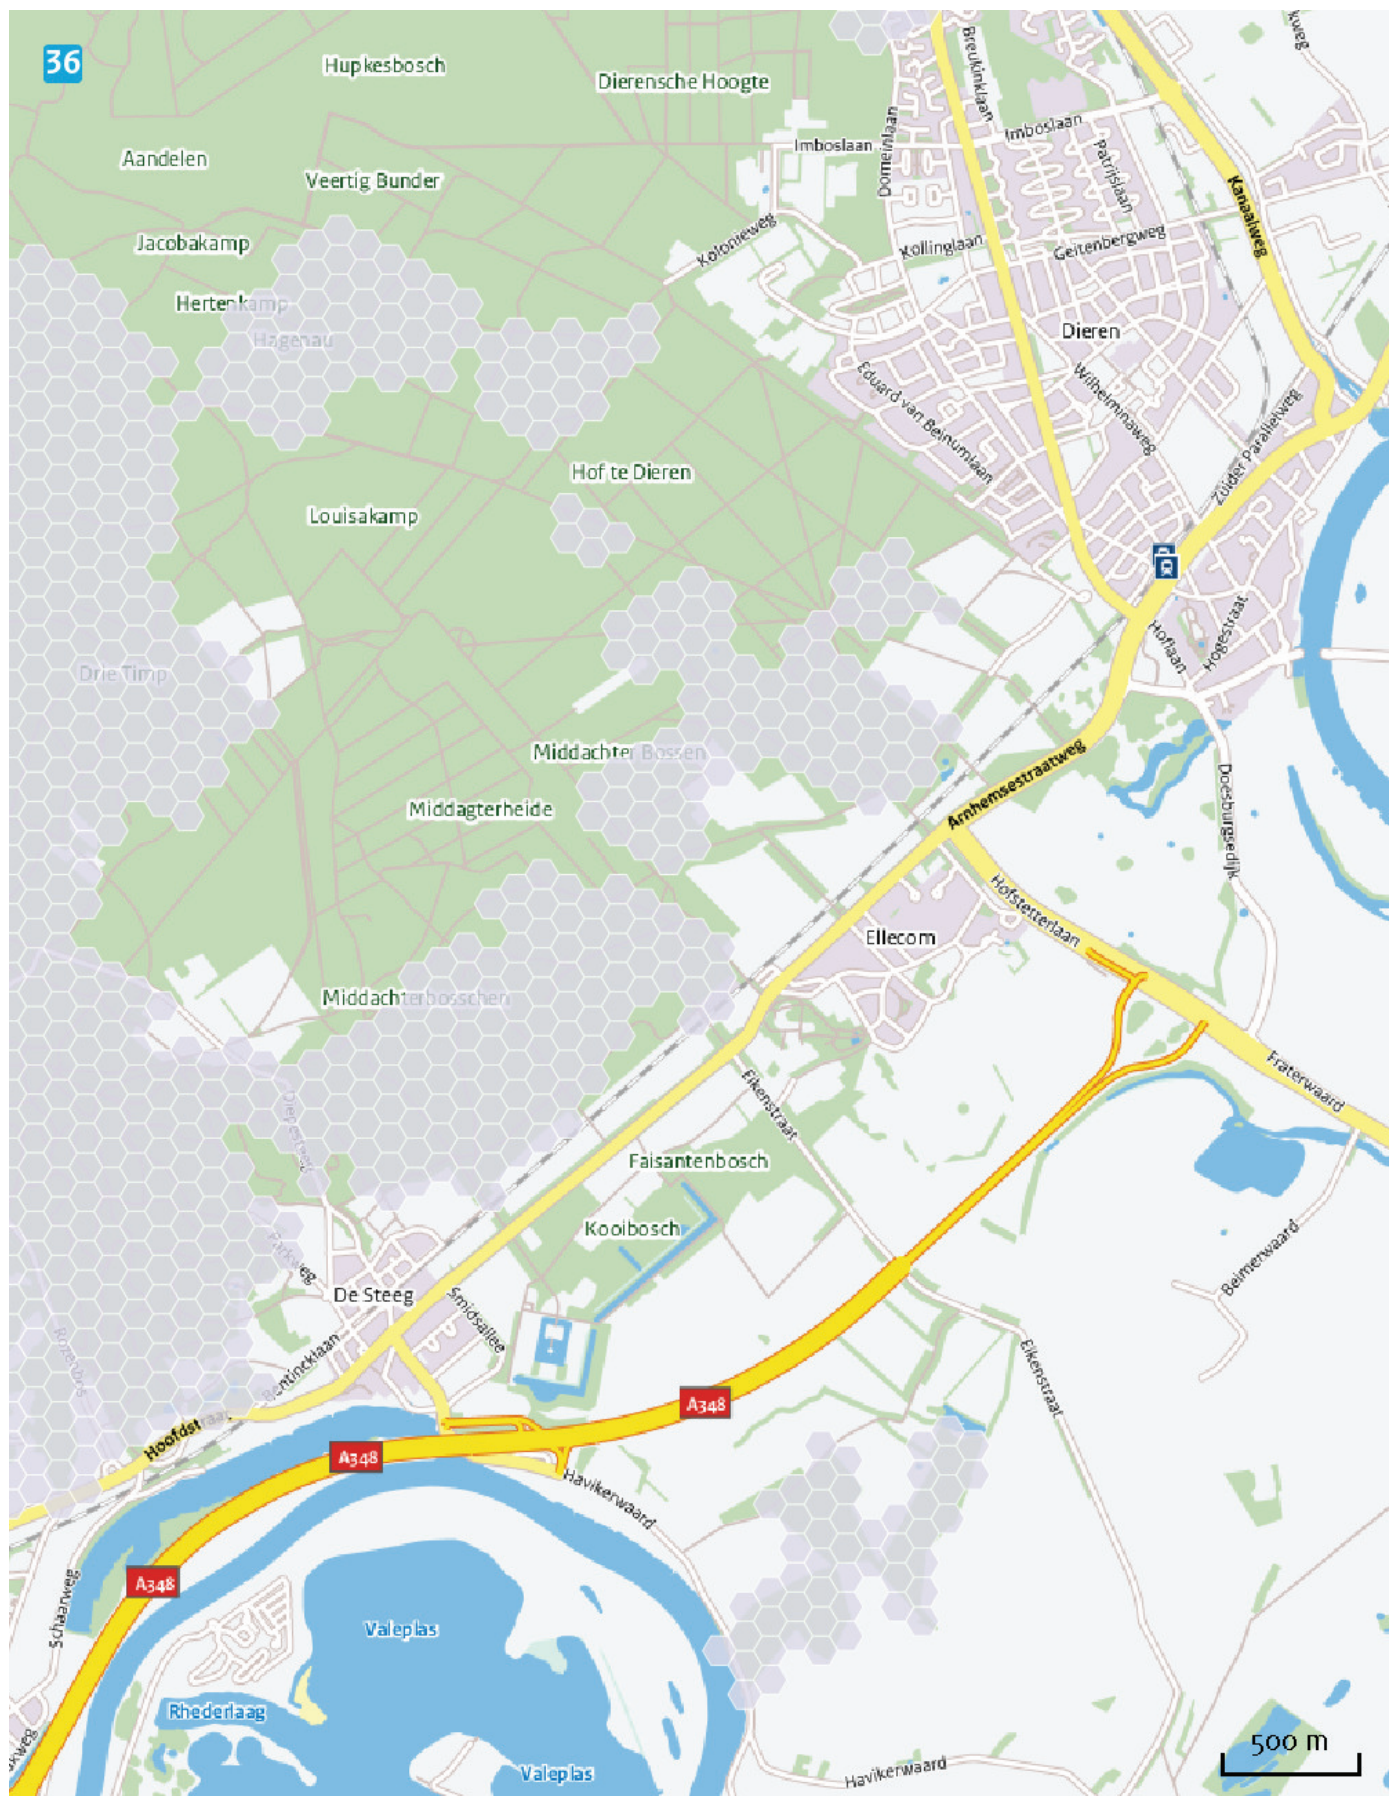 36
Hupkesbosch
Dierensche Hoogte
Breukinklaan
kweg
Aandelen
Veertig Bunder
Imboslaan
Domeinlaan
Imboslaan
Patrijslaan
Kanaalweg
Jacobakamp
Kolonieweg
Kollinglaan
Geitenbergweg
Hertenkamp
Hagenau
Dieren
Eduard van Beinumlaan
Wilhelminaweg
Zuider Parallelweg
Hof te Dieren
Louisakamp
Hoflaan
Hogestraat
Drie Timp
Middachter Bossen
Arnhemsestraatweg
Doesburgsedijk
Middagterheide
Hofstetterlaan
Ellecom
Middachterbosschen
Fraterwaard
Eikenstraat
Diepesteeg
Faisantenbosch
Kooibosch
Parkweg
Beimerwaard
De Steeg
Smidsallee
Eikenstraat
Bentincklaan
A348
Hoofdstraat
A348
Havikerwaard
A348
Schaarweg
Valeplas
Rhederlaag
500 m
Valeplas
Havikerwaard